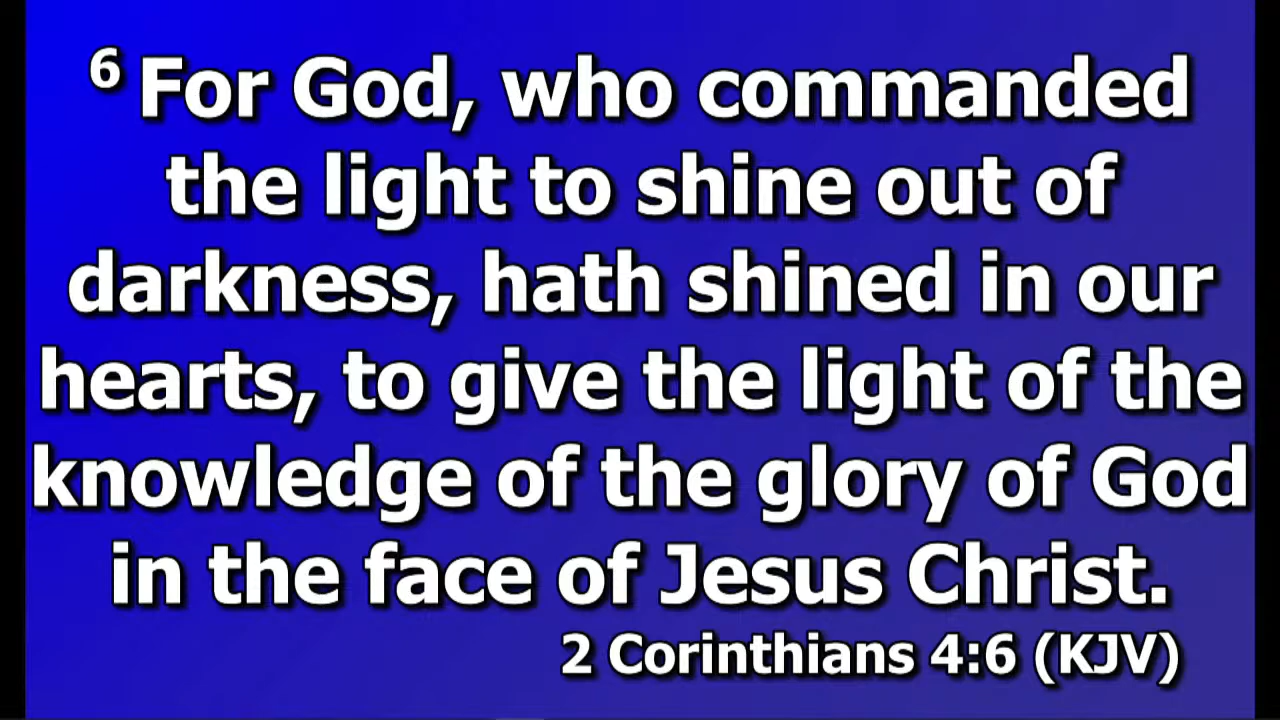 6 For God, who commanded
the light to shine out of
darkness, hath shined in our
hearts, to give the light of the
knowledge of the glory of God
in the face of Jesus Christ.
2 Corinthians 4:6 (KJV)